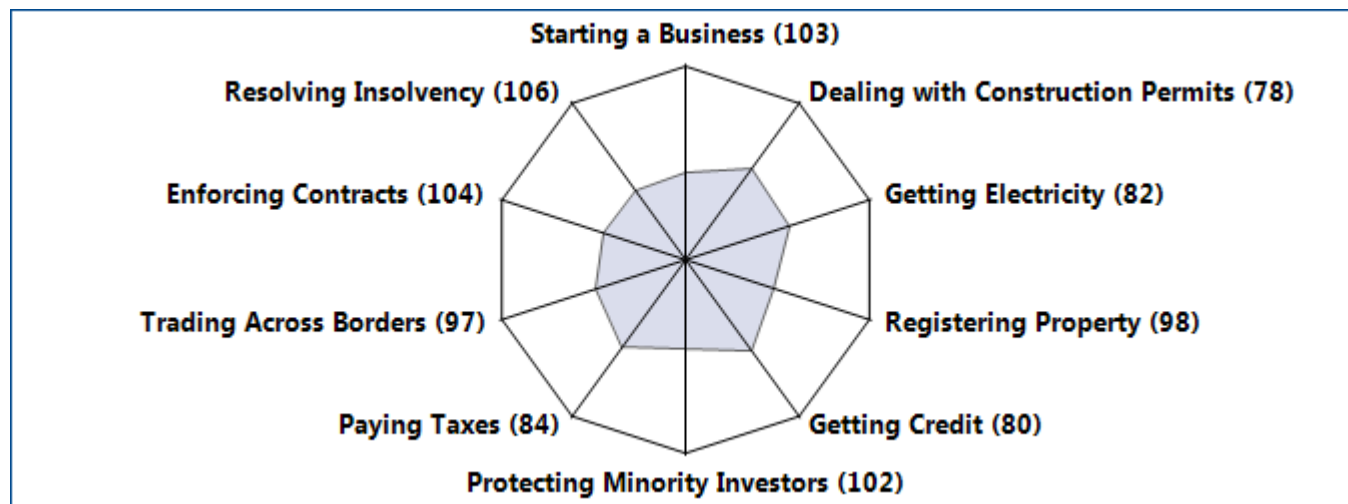 Starting a Business (103)
Resolving Insolvency (106)
Dealing with Construction Permits (78)
Enforcing Contracts (104)
Getting Electricity (82)
Trading Across Borders (97)
Registering Property (98)
Paying Taxes (84)
Getting Credit (80)
Protecting Minority Investors (102)